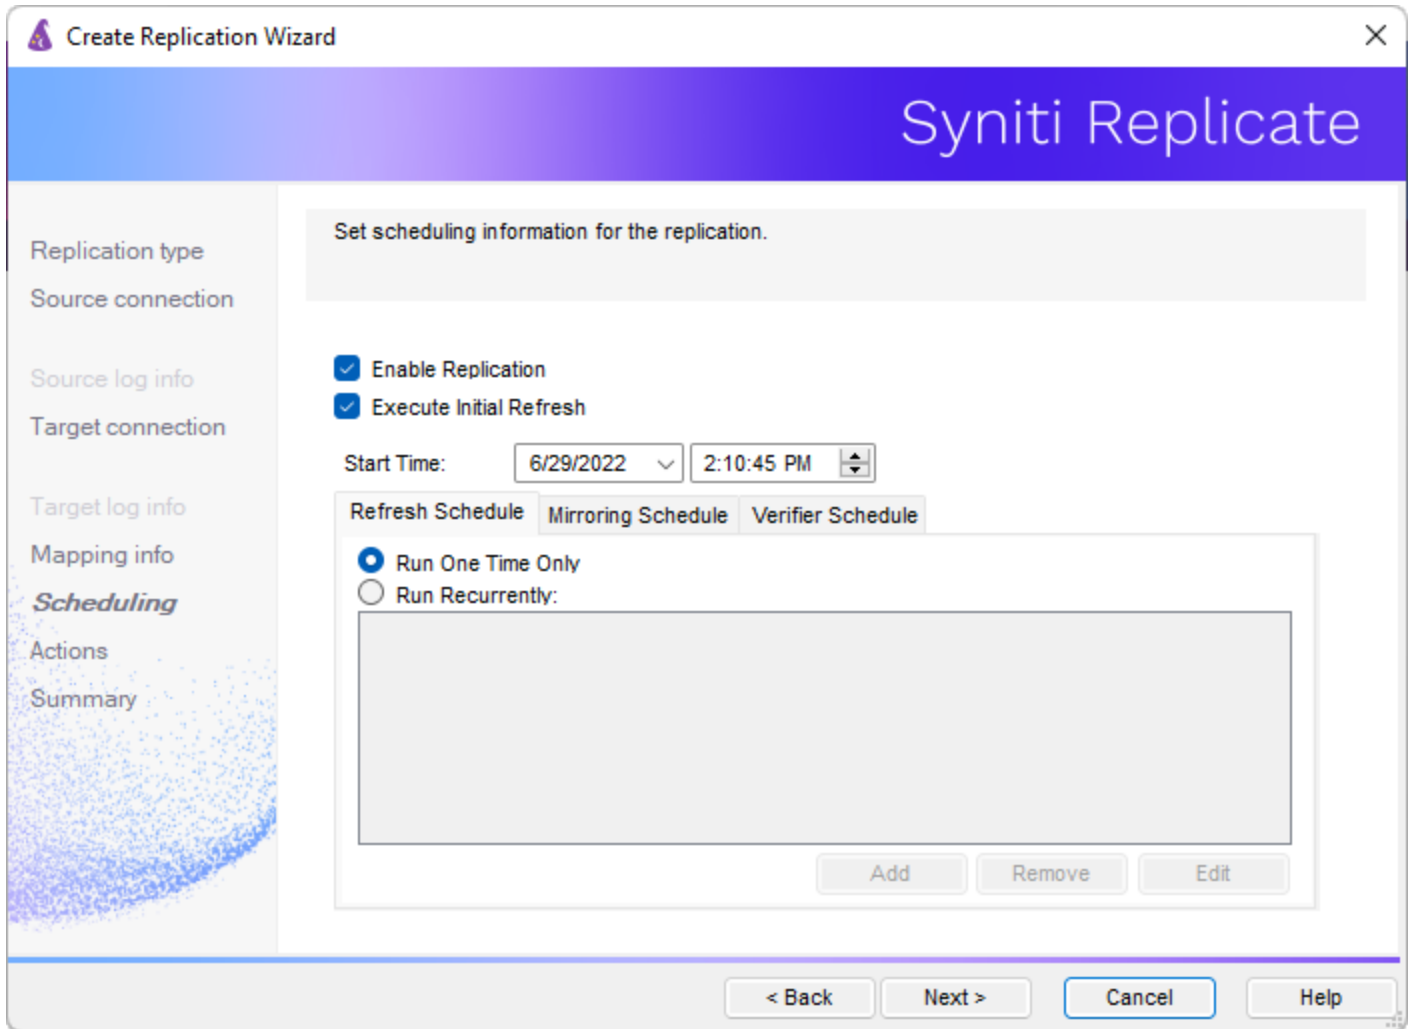 Create Replication Wizard
Syniti Replicate
Replication type
Source connection
Source log info
Target connection
Target log info
Mapping info
Scheduling
Actions
Summary
Set scheduling information for the replication.
Enable Replication
Execute Initial Refresh
Start Time: 6/29/2022 2:10:45 PM
Refresh Schedule Mirroring Schedule Verifier Schedule
Run One Time Only
Run Recurrently:
Add Remove Edit
< Back Next > Cancel Help